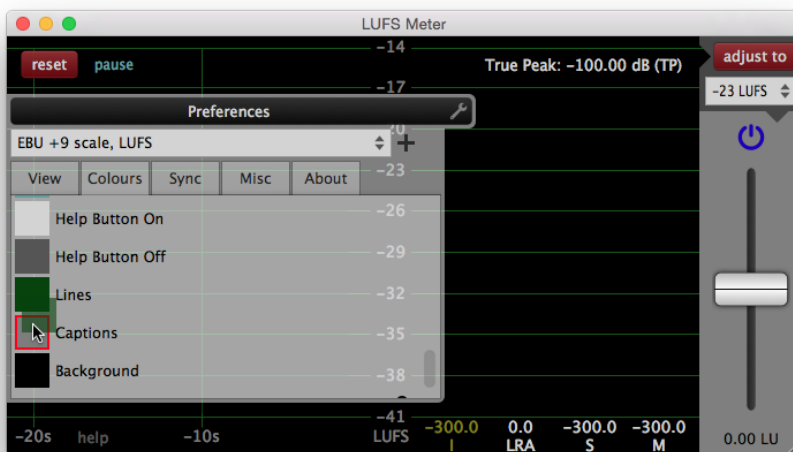 LUFS Meter
reset pause
True Peak: -100.00 dB (TP)
adjust to
-23 LUFS
-14
-17
Preferences
EBU +9 scale, LUFS
+
View Colours Sync Misc About
-23
Help Button On
-26
Help Button Off
-29
Lines
-32
Captions
-35
Background
-38
-41
-20s help -10s LUFS
-300.0 0.0 -300.0 -300.0
I LRA S M
0.00 LU